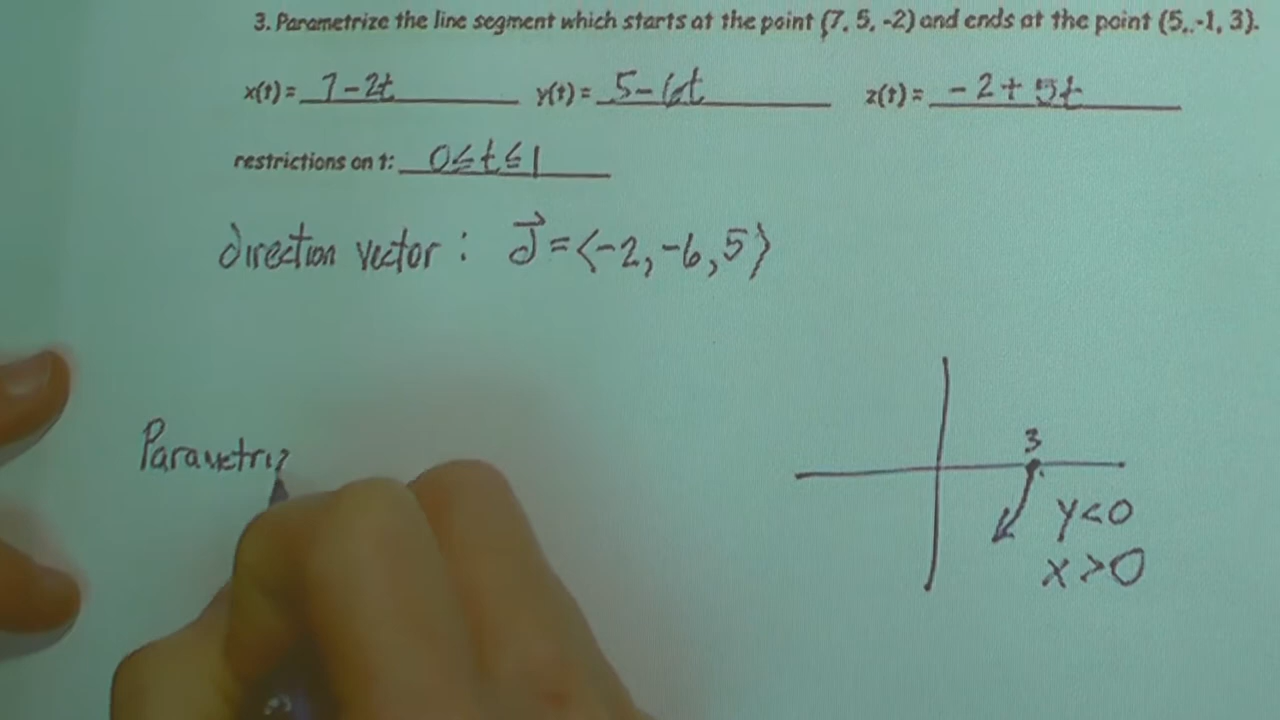 3. Parametrize the line segment which starts at the point (7, 5, -2) and ends at the point (5, -1, 3).
x(t) = 7-2t y(t) = 5-6t z(t) = -2+5t
restrictions on t: 0≤t≤1
direction vector : d⃗ = ⟨-2, -6, 5⟩
3
Parametriz
y<0
x>0